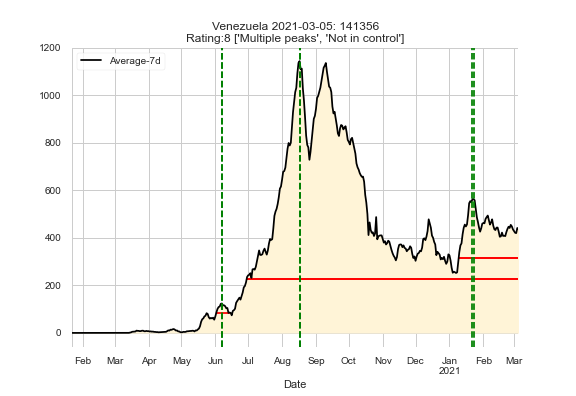 Venezuela 2021-03-05: 141356
Rating:8 ['Multiple peaks', 'Not in control']
Average-7d
1200
1000
800
600
400
200
0
Feb Mar Apr May Jun Jul Aug Sep Oct Nov Dec Jan Feb Mar
2021
Date